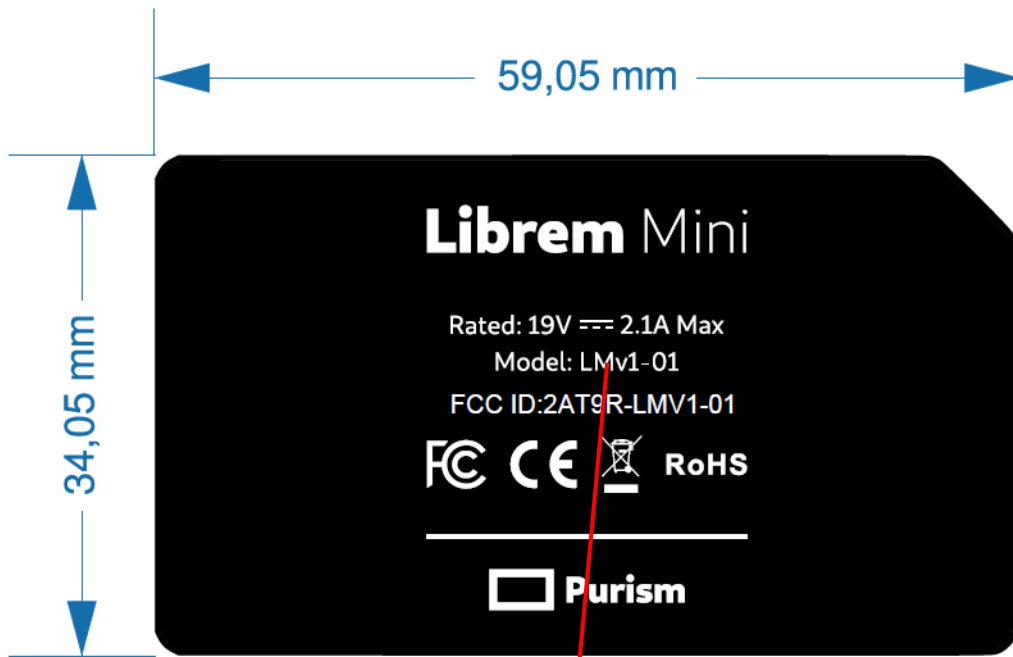 59,05 mm
34,05 mm
Librem Mini
Rated: 19V ⎓ 2.1A Max
Model: LMv1-01
FCC ID:2AT9R-LMV1-01
FC CE RoHS
Purism